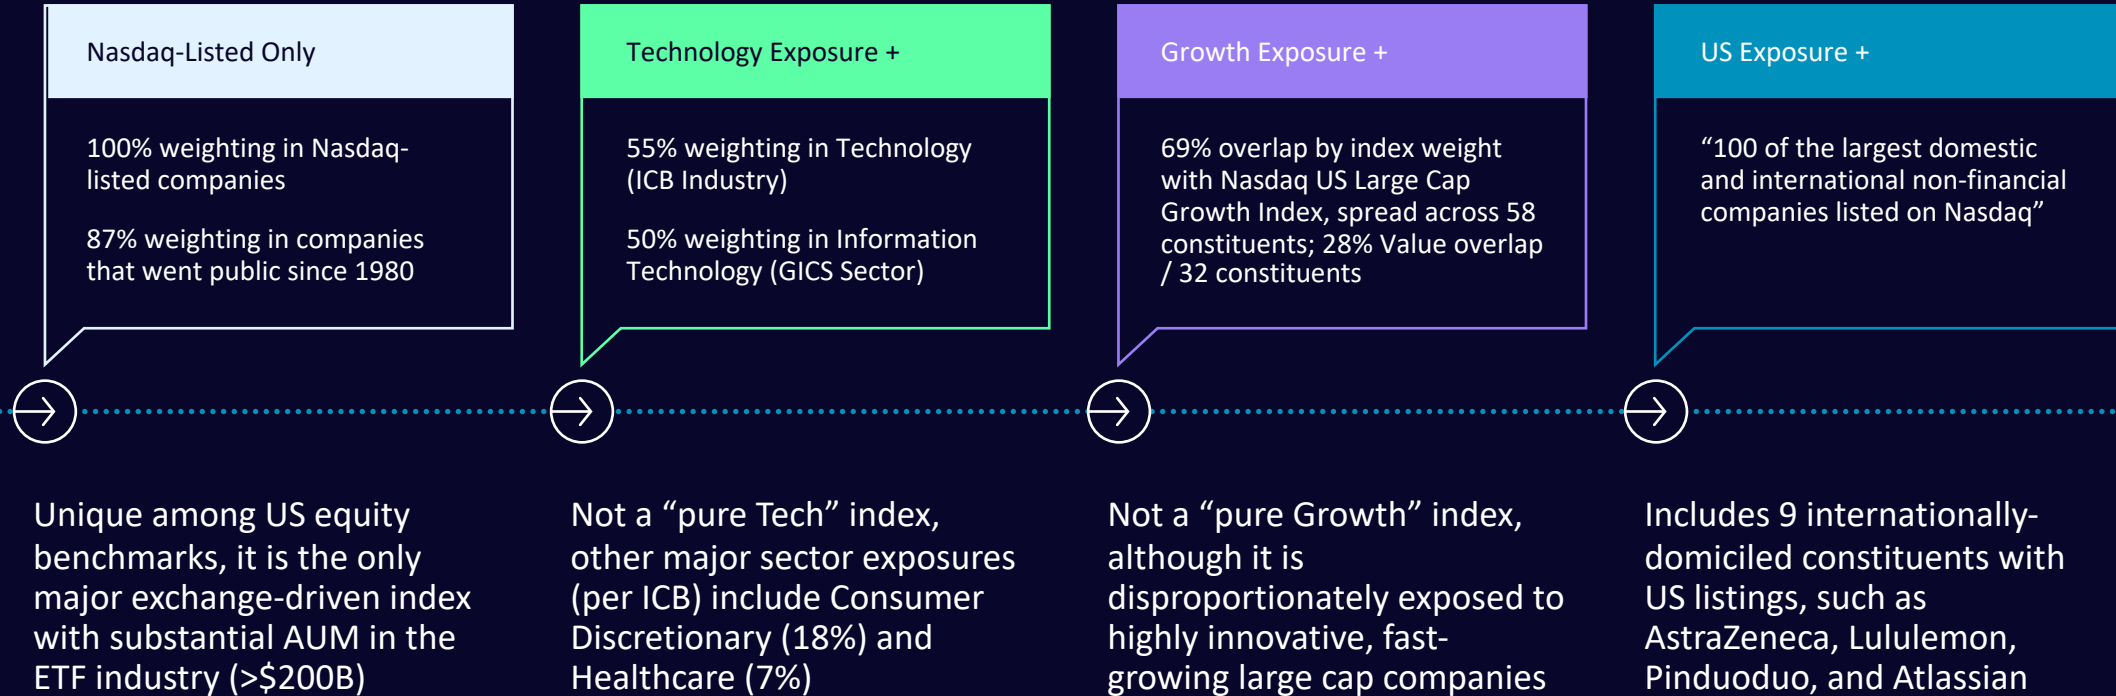 Nasdaq-Listed Only
100% weighting in Nasdaq-
listed companies
87% weighting in companies
that went public since 1980
Unique among US equity
benchmarks, it is the only
major exchange-driven index
with substantial AUM in the
ETF industry (>$200B)
Technology Exposure +
55% weighting in Technology
(ICB Industry)
50% weighting in Information
Technology (GICS Sector)
Not a “pure Tech” index,
other major sector exposures
(per ICB) include Consumer
Discretionary (18%) and
Healthcare (7%)
Growth Exposure +
69% overlap by index weight
with Nasdaq US Large Cap
Growth Index, spread across 58
constituents; 28% Value overlap
/ 32 constituents
Not a “pure Growth” index,
although it is
disproportionately exposed to
highly innovative, fast-
growing large cap companies
US Exposure +
“100 of the largest domestic
and international non-financial
companies listed on Nasdaq”
Includes 9 internationally-
domiciled constituents with
US listings, such as
AstraZeneca, Lululemon,
Pinduoduo, and Atlassian